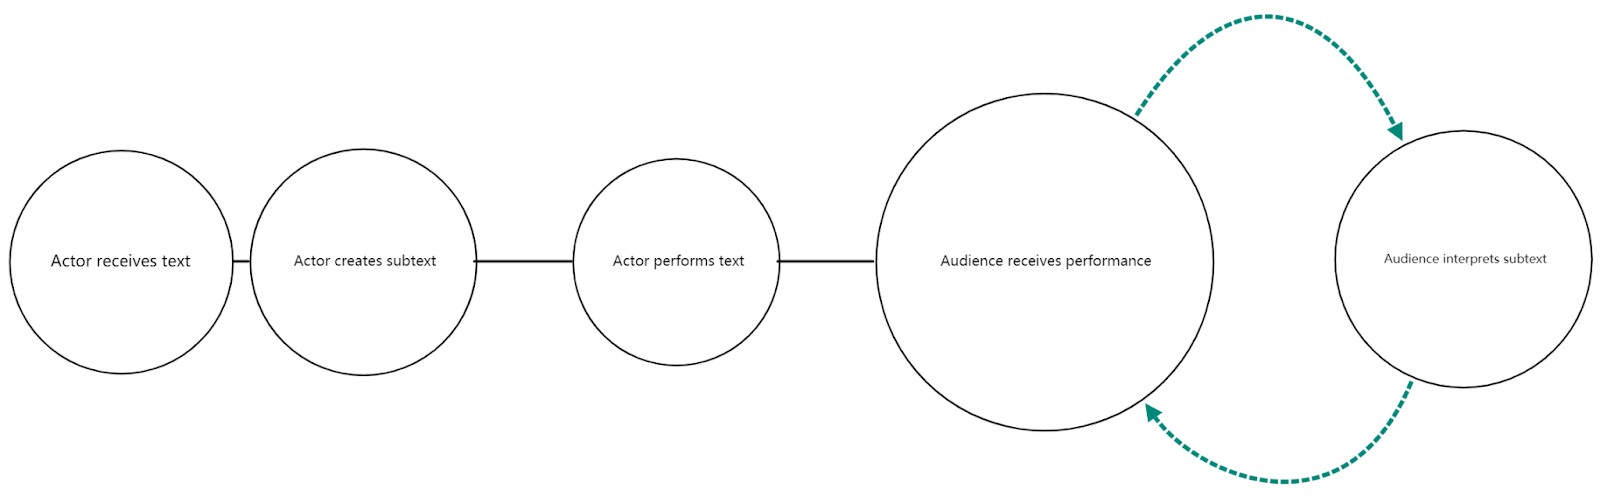 Actor receives text
Actor creates subtext
Actor performs text
Audience receives performance
Audience interprets subtext